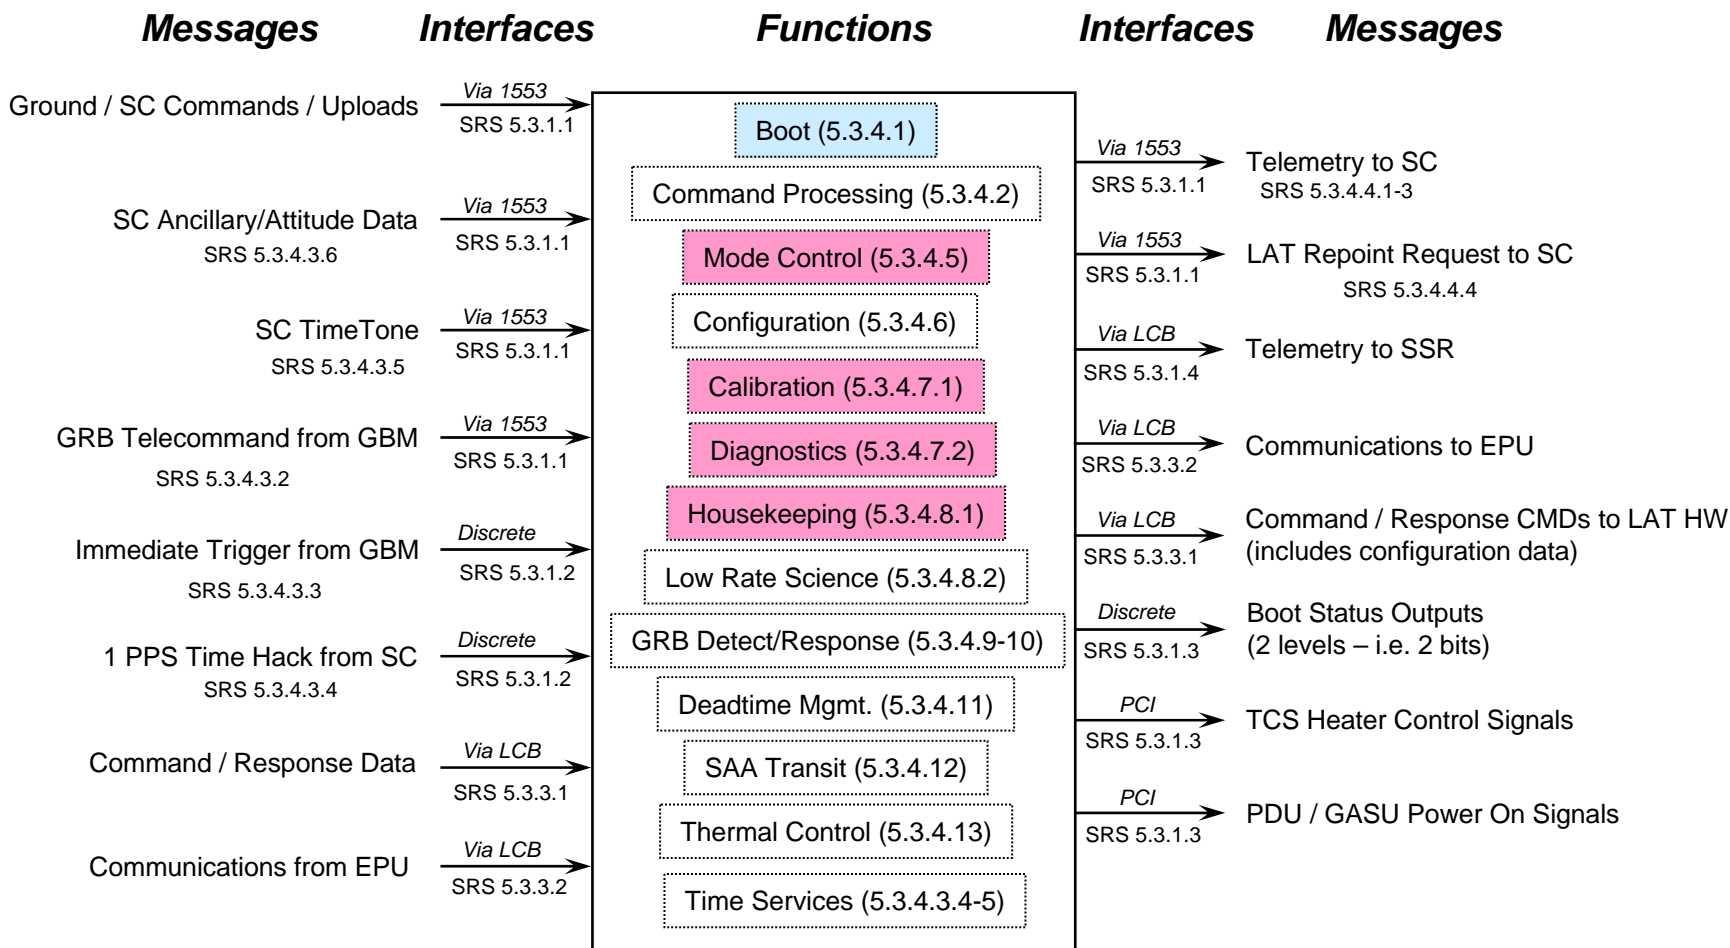 Messages
Interfaces
Functions
Interfaces
Messages
Ground / SC Commands / Uploads
Via 1553
SRS 5.3.1.1
SC Ancillary/Attitude Data
SRS 5.3.4.3.6
Via 1553
SRS 5.3.1.1
SC TimeTone
SRS 5.3.4.3.5
Via 1553
SRS 5.3.1.1
GRB Telecommand from GBM
SRS 5.3.4.3.2
Via 1553
SRS 5.3.1.1
Immediate Trigger from GBM
SRS 5.3.4.3.3
Discrete
SRS 5.3.1.2
1 PPS Time Hack from SC
SRS 5.3.4.3.4
Discrete
SRS 5.3.1.2
Command / Response Data
Via LCB
SRS 5.3.3.1
Communications from EPU
Via LCB
SRS 5.3.3.2
Boot (5.3.4.1)
Command Processing (5.3.4.2)
Mode Control (5.3.4.5)
Configuration (5.3.4.6)
Calibration (5.3.4.7.1)
Diagnostics (5.3.4.7.2)
Housekeeping (5.3.4.8.1)
Low Rate Science (5.3.4.8.2)
GRB Detect/Response (5.3.4.9-10)
Deadtime Mgmt. (5.3.4.11)
SAA Transit (5.3.4.12)
Thermal Control (5.3.4.13)
Time Services (5.3.4.3.4-5)
Via 1553
SRS 5.3.1.1
Telemetry to SC
SRS 5.3.4.4.1-3
Via 1553
SRS 5.3.1.1
LAT Repoint Request to SC
SRS 5.3.4.4.4
Via LCB
SRS 5.3.1.4
Telemetry to SSR
Via LCB
SRS 5.3.3.2
Communications to EPU
Via LCB
SRS 5.3.3.1
Command / Response CMDs to LAT HW
(includes configuration data)
Discrete
SRS 5.3.1.3
Boot Status Outputs
(2 levels – i.e. 2 bits)
PCI
SRS 5.3.1.3
TCS Heater Control Signals
PCI
SRS 5.3.1.3
PDU / GASU Power On Signals